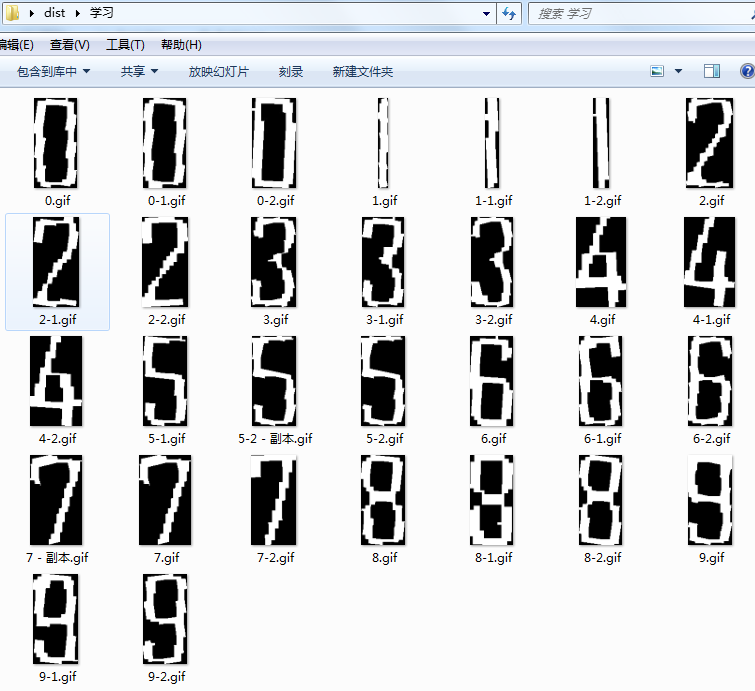 dist 学习 搜索 学习
编辑(E) 查看(V) 工具(T) 帮助(H)
包含到库中 共享 放映幻灯片 刻录 新建文件夹
0 0 0 1 1 1 2
0.gif 0-1.gif 0-2.gif 1.gif 1-1.gif 1-2.gif 2.gif
2 2 3 3 3 4 4
2-1.gif 2-2.gif 3.gif 3-1.gif 3-2.gif 4.gif 4-1.gif
4 5 5 5 6 6 6
4-2.gif 5-1.gif 5-2 - 副本.gif 5-2.gif 6.gif 6-1.gif 6-2.gif
7 7 7 8 8 8 9
7 - 副本.gif 7.gif 7-2.gif 8.gif 8-1.gif 8-2.gif 9.gif
9 9
9-1.gif 9-2.gif